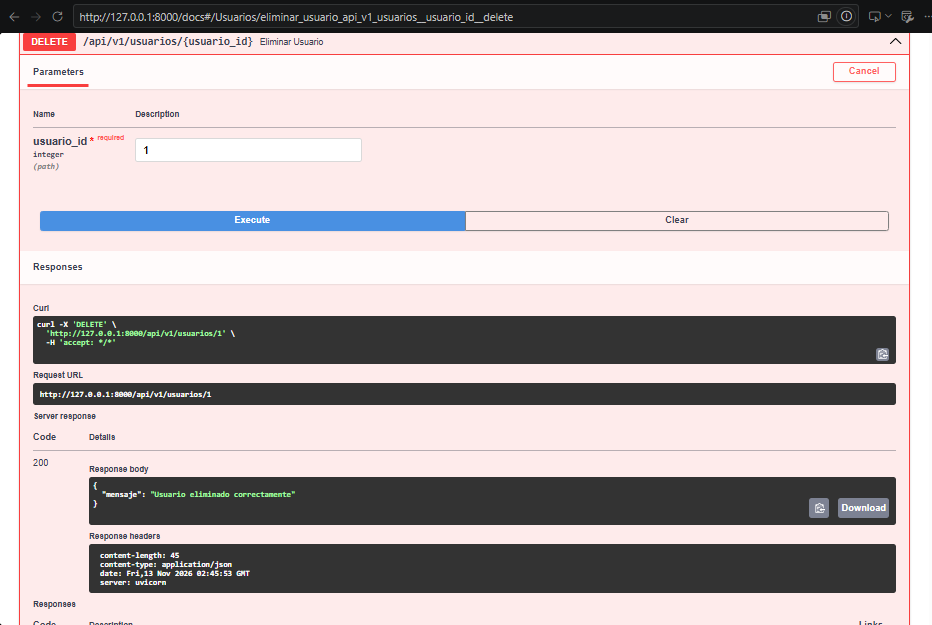 http://127.0.0.1:8000/docs#/Usuarios/eliminar_usuario_api_v1_usuarios__usuario_id__delete
DELETE /api/v1/usuarios/{usuario_id} Eliminar Usuario
Parameters
Cancel
Name Description
usuario_id * required
integer
(path)
1
Execute Clear
Responses
Curl
curl -X 'DELETE' \
'http://127.0.0.1:8000/api/v1/usuarios/1' \
-H 'accept: */*'
Request URL
http://127.0.0.1:8000/api/v1/usuarios/1
Server response
Code Details
200
Response body
{
"mensaje": "Usuario eliminado correctamente"
}
Download
Response headers
content-length: 45
content-type: application/json
date: Fri,13 Nov 2026 02:45:53 GMT
server: uvicorn
Responses
Code Description Links